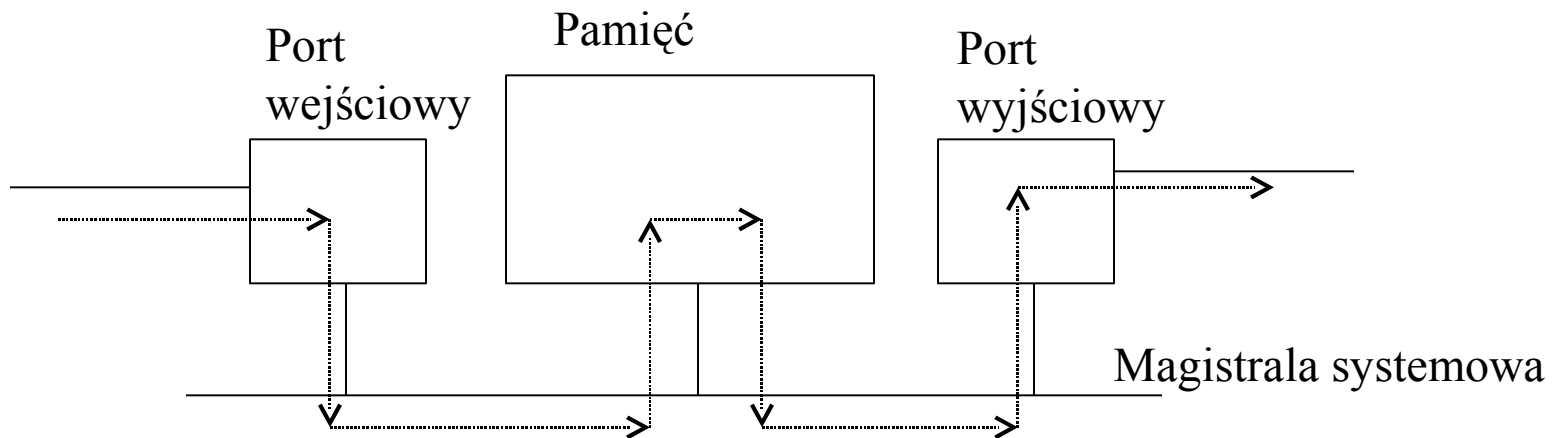 Port
wejściowy
Pamięć
Port
wyjściowy
Magistrala systemowa